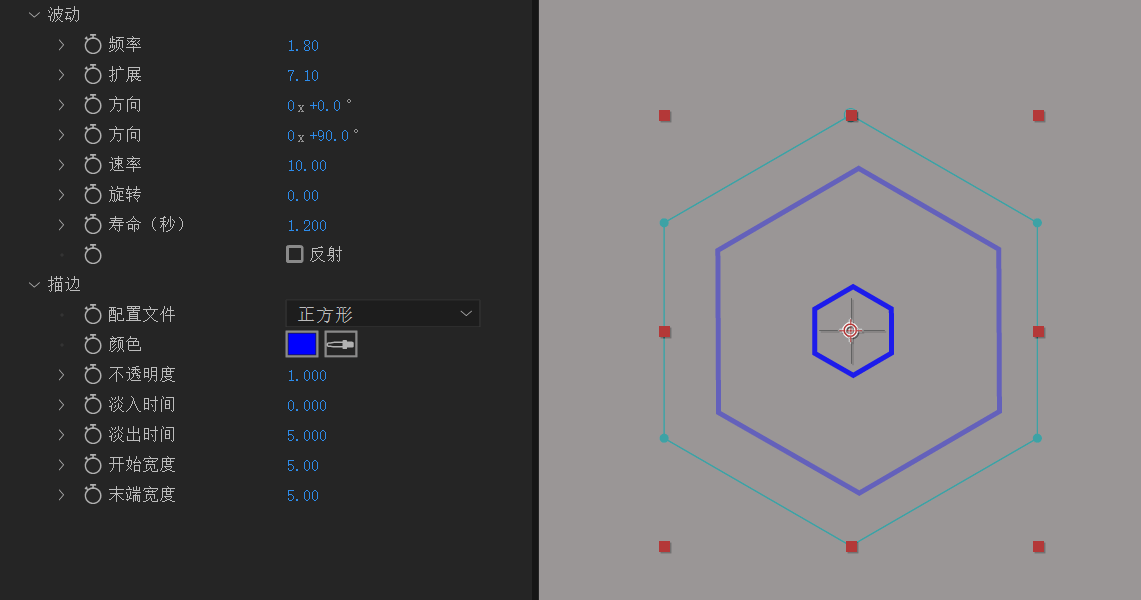 波动
频率 1.80
扩展 7.10
方向 0x+0.0°
方向 0x+90.0°
速率 10.00
旋转 0.00
寿命（秒） 1.200
反射
描边
配置文件 正方形
颜色
不透明度 1.000
淡入时间 0.000
淡出时间 5.000
开始宽度 5.00
末端宽度 5.00